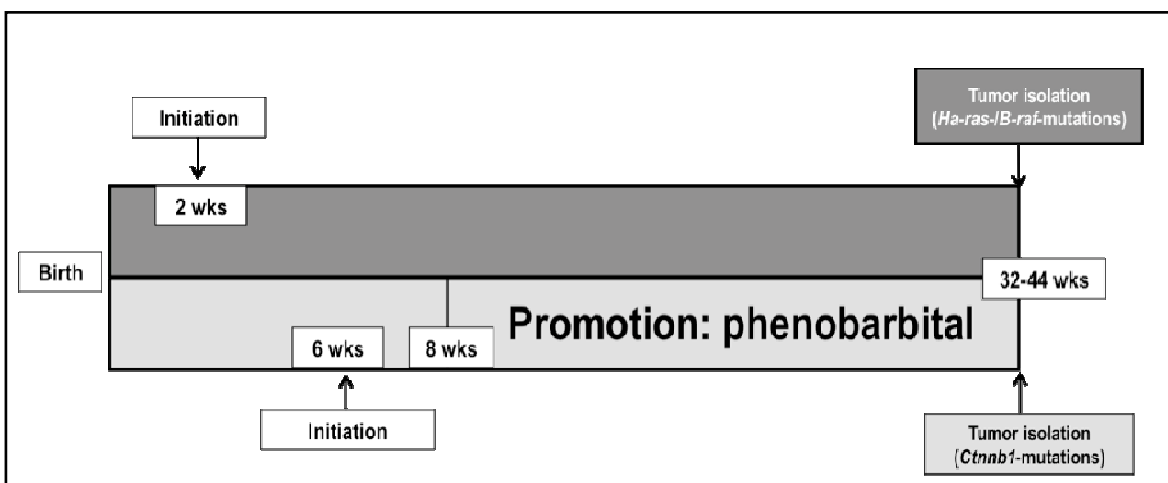 Tumor isolation
(Ha-ras-/B-raf-mutations)
Initiation
2 wks
Birth
32-44 wks
Promotion: phenobarbital
6 wks
8 wks
Initiation
Tumor isolation
(Ctnnb1-mutations)